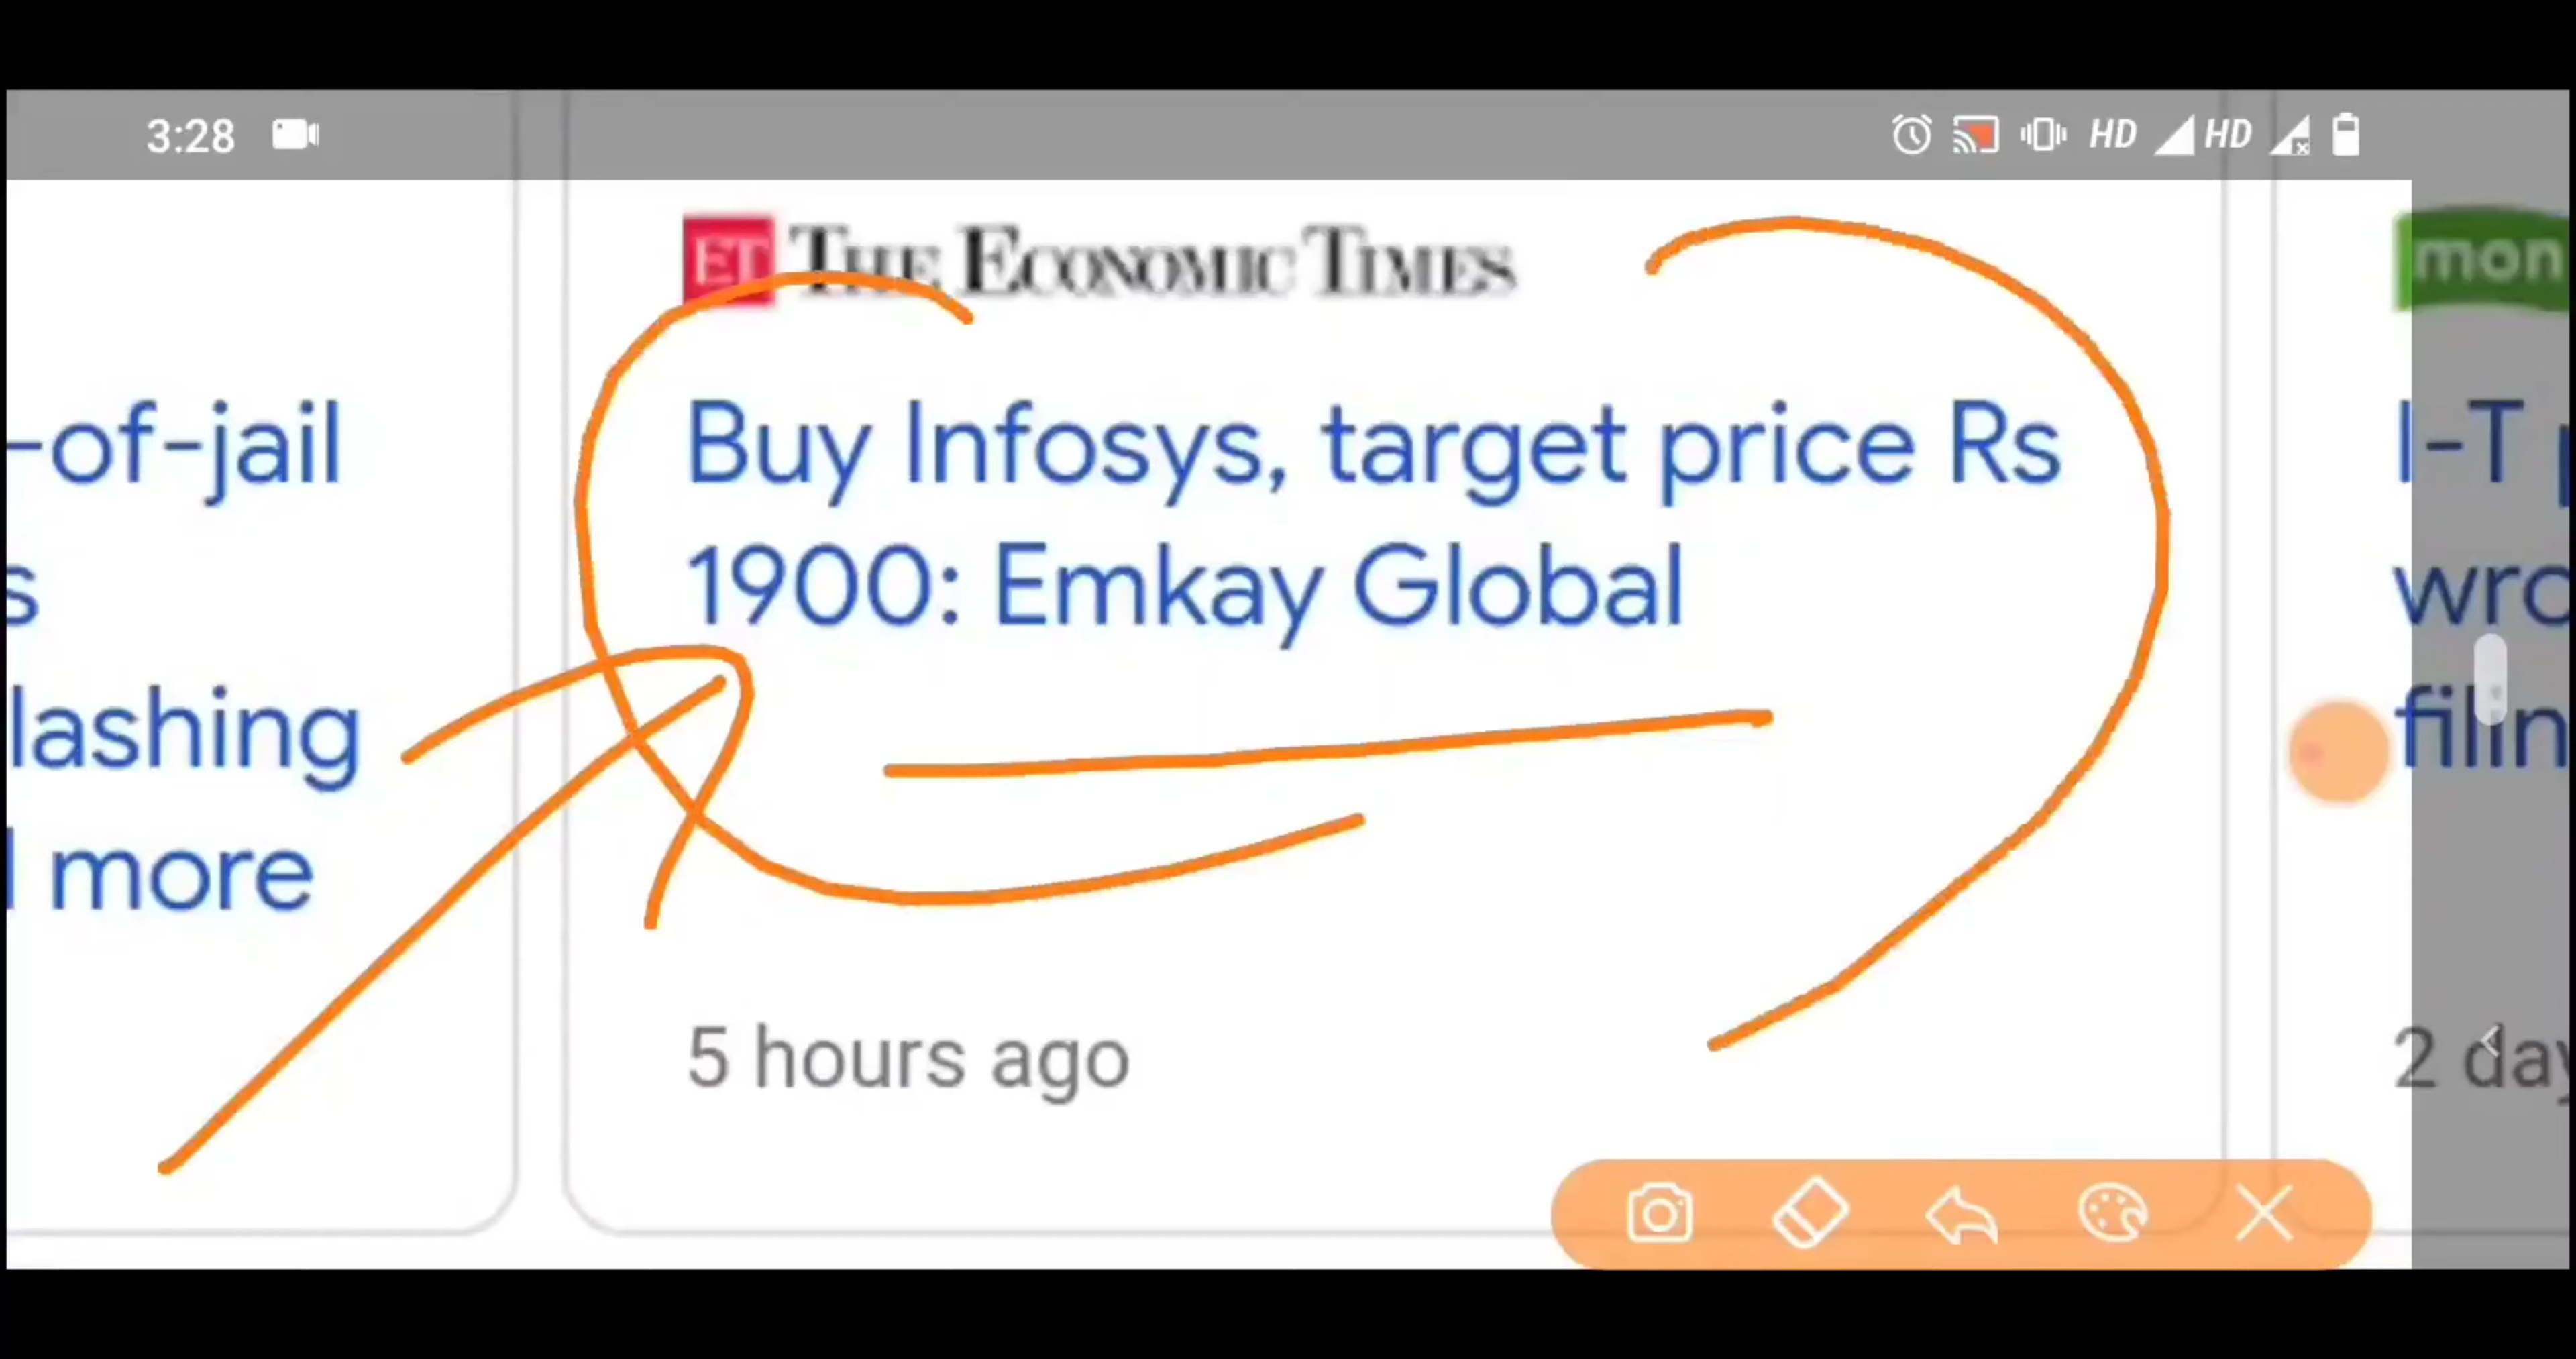 3:28
HD HD
-of-jail
s
lashing
more
ET THE ECONOMIC TIMES
Buy Infosys, target price Rs
1900: Emkay Global
5 hours ago
mon
I-T
wro
filin
2 day